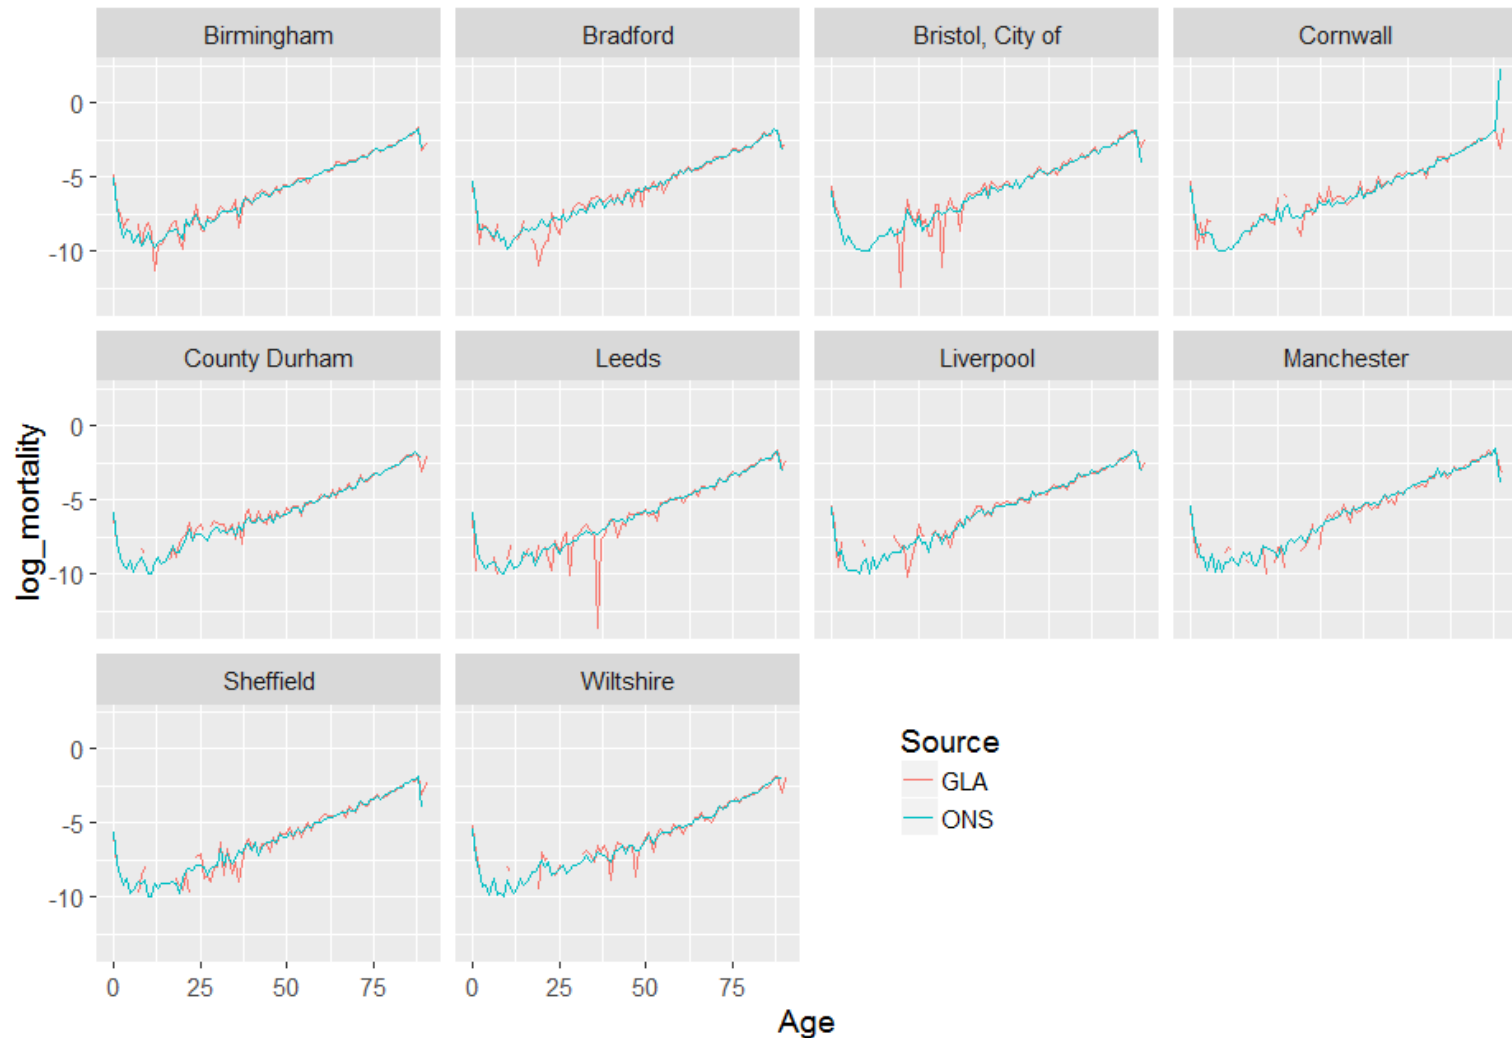 Birmingham Bradford Bristol, City of Cornwall
0
-5
-10
County Durham Leeds Liverpool Manchester
0
-5
-10
log_mortality
Sheffield Wiltshire
0
-5
-10
Source
GLA
ONS
0 25 50 75 0 25 50 75
Age